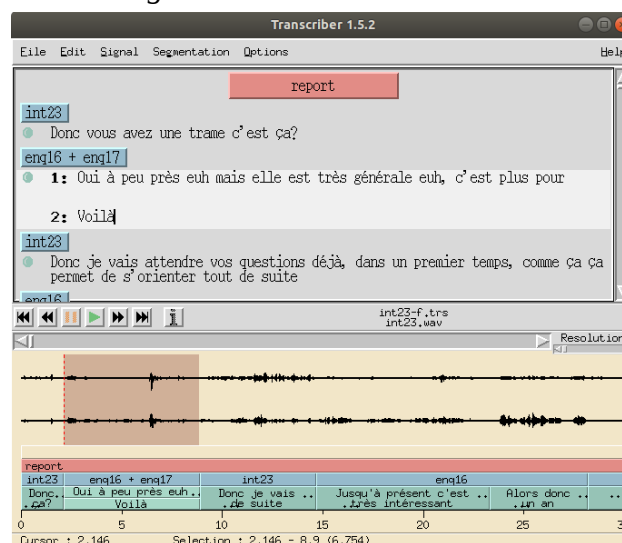 Transcriber 1.5.2
File Edit Signal Segmentation Options Help
report
int23
Donc vous avez une trame c'est ça?
enq16 + enq17
1: Oui à peu près euh mais elle est très générale euh, c'est plus pour
2: Voilà
int23
Donc je vais attendre vos questions déjà, dans un premier temps, comme ça ça
permet de s'orienter tout de suite
enq16
int23-f.trs
int23.wav
Resolution
report
int23 enq16 + enq17 int23 enq16
Donc.. Oui à peu près euh.. Donc je vais .. Jusqu'à présent c'est .. Alors donc .. ..
.ça? Voilà .de suite .très intéressant .un an
0 5 10 15 20 25 3
Cursor : 2.146 Selection : 2.146 - 8.9 (6.754)